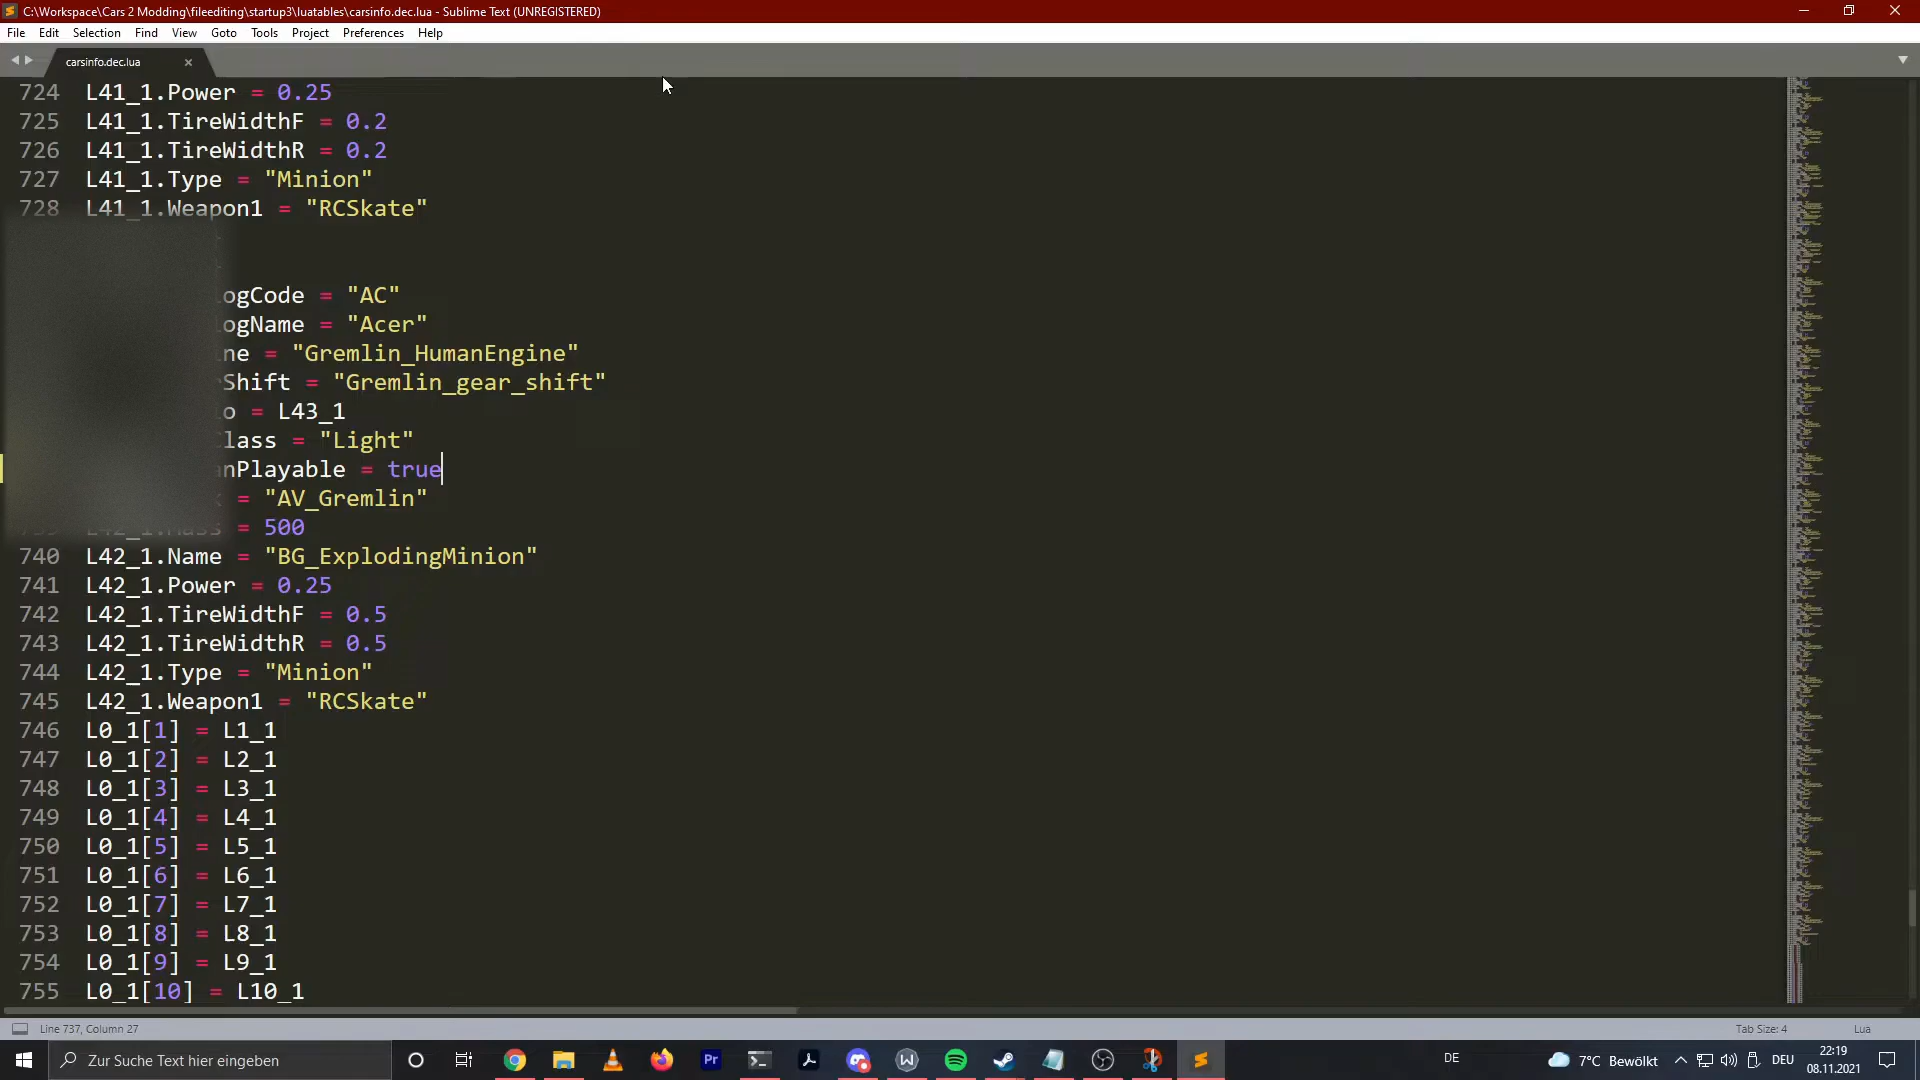 C:\Workspace\Cars 2 Modding\fileediting\startup3\luatables\carsinfo.dec.lua - Sublime Text (UNREGISTERED)
File Edit Selection Find View Goto Tools Project Preferences Help
carsinfo.dec.lua
724 L41_1.Power = 0.25
725 L41_1.TireWidthF = 0.2
726 L41_1.TireWidthR = 0.2
727 L41_1.Type = "Minion"
728 L41_1.Weapon1 = "RCSkate"
logCode = "AC"
logName = "Acer"
ne = "Gremlin_HumanEngine"
Shift = "Gremlin_gear_shift"
o = L43_1
Class = "Light"
nPlayable = true
= "AV_Gremlin"
739 L42_1.Mass = 500
740 L42_1.Name = "BG_ExplodingMinion"
741 L42_1.Power = 0.25
742 L42_1.TireWidthF = 0.5
743 L42_1.TireWidthR = 0.5
744 L42_1.Type = "Minion"
745 L42_1.Weapon1 = "RCSkate"
746 L0_1[1] = L1_1
747 L0_1[2] = L2_1
748 L0_1[3] = L3_1
749 L0_1[4] = L4_1
750 L0_1[5] = L5_1
751 L0_1[6] = L6_1
752 L0_1[7] = L7_1
753 L0_1[8] = L8_1
754 L0_1[9] = L9_1
755 L0_1[10] = L10_1
Line 737, Column 27 Tab Size: 4 Lua
Zur Suche Text hier eingeben Pr DE 7°C Bewölkt DEU 22:19
08.11.2021